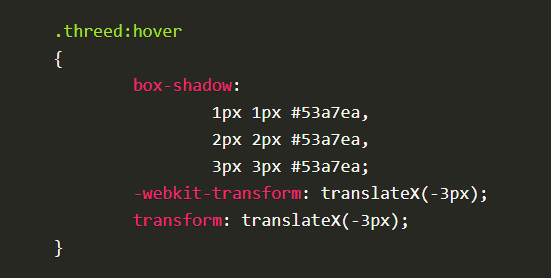 .threed:hover
{
box-shadow:
1px 1px #53a7ea,
2px 2px #53a7ea,
3px 3px #53a7ea;
-webkit-transform: translateX(-3px);
transform: translateX(-3px);
}